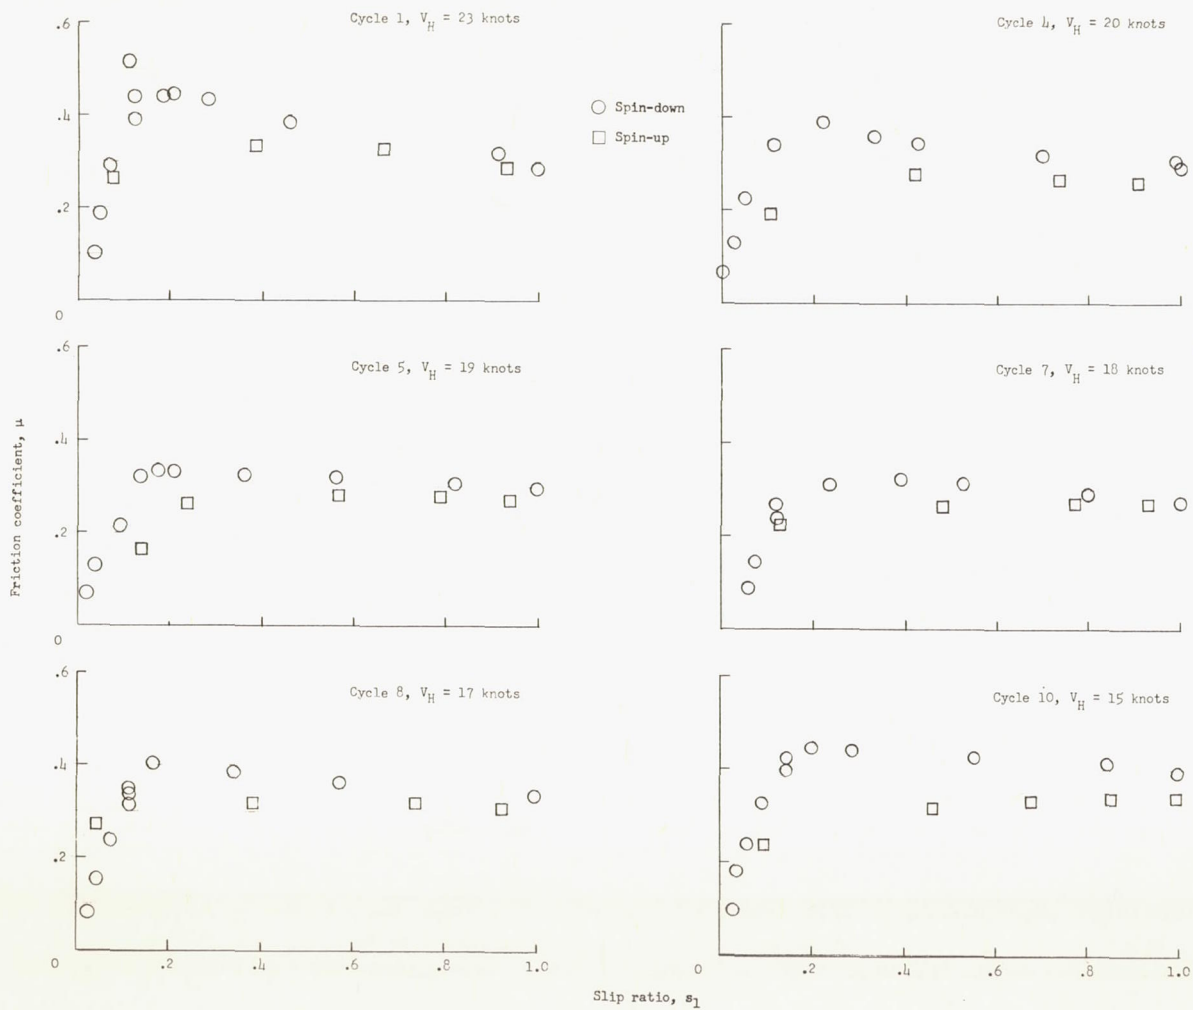 Cycle 1, V_H = 23 knots
Cycle 4, V_H = 20 knots
.6
.4
.2
0
○ Spin-down
□ Spin-up
Cycle 5, V_H = 19 knots
Cycle 7, V_H = 18 knots
.6
.4
.2
0
Friction coefficient, μ
Cycle 8, V_H = 17 knots
Cycle 10, V_H = 15 knots
.6
.4
.2
0 .2 .4 .6 .8 1.0
0 .2 .4 .6 .8 1.0
Slip ratio, s_1